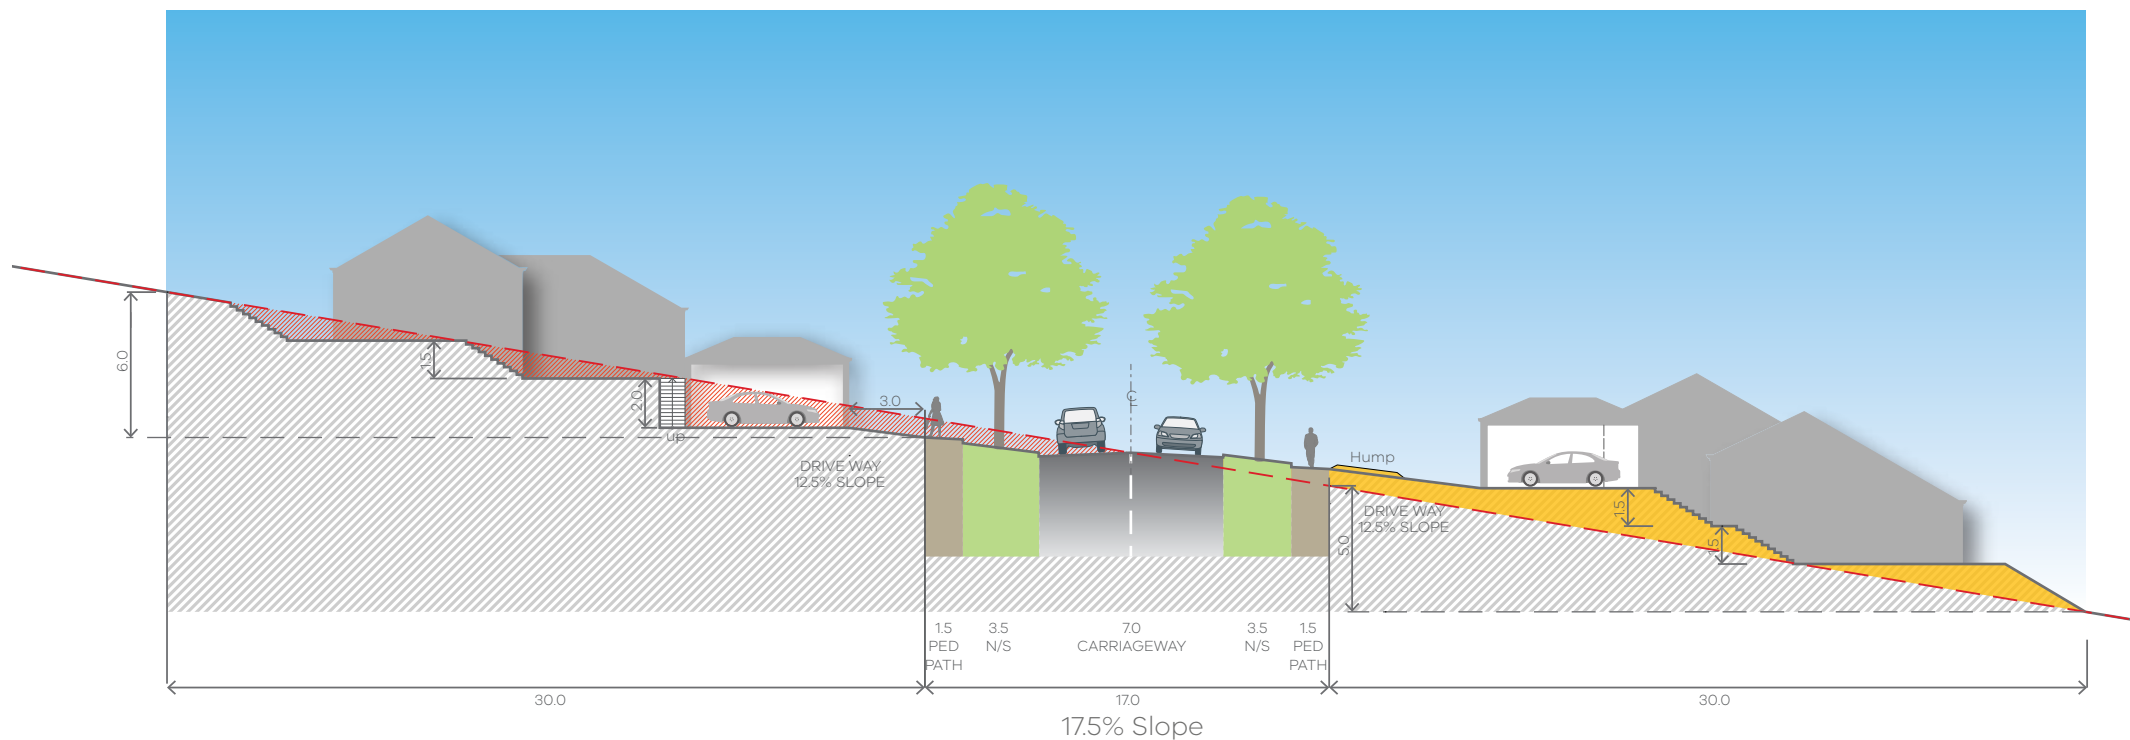 6.0
1.5
2.0
up
3.0
DRIVE WAY
12.5% SLOPE
CL
Hump
DRIVE WAY
12.5% SLOPE
5.0
1.5
1.5
1.5
PED
PATH
3.5
N/S
7.0
CARRIAGEWAY
3.5
N/S
1.5
PED
PATH
30.0
17.0
30.0
17.5% Slope